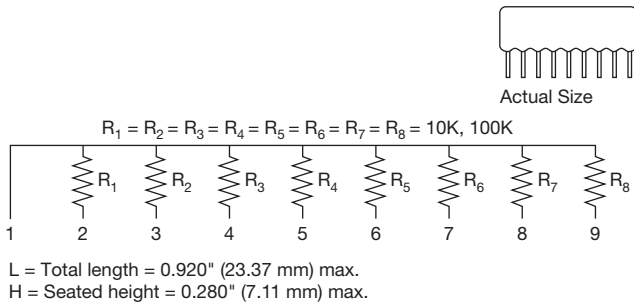 Actual Size
R₁ = R₂ = R₃ = R₄ = R₅ = R₆ = R₇ = R₈ = 10K, 100K
R₁ R₂ R₃ R₄ R₅ R₆ R₇ R₈
1 2 3 4 5 6 7 8 9
L = Total length = 0.920" (23.37 mm) max.
H = Seated height = 0.280" (7.11 mm) max.